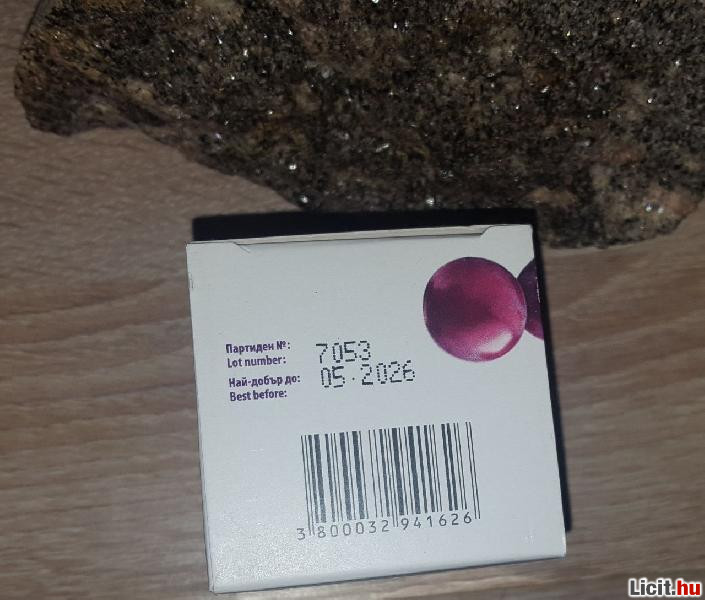 Партиден №: 7053
Lot number:
Най-добър до: 05·2026
Best before:
3 800032 941626
Licit.hu